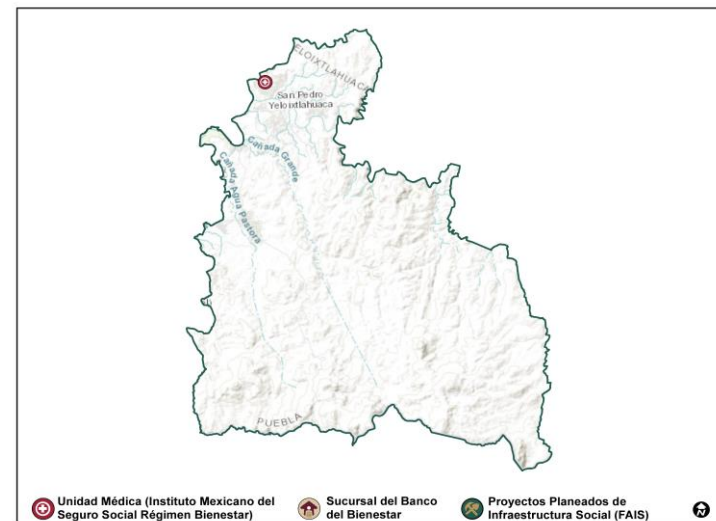 ELOIXTLAHUACA
San Pedro
Yeloixtlahuaca
Cañada Grande
Cañada Agua Pastora
PUEBLA
Unidad Médica (Instituto Mexicano del
Seguro Social Régimen Bienestar)
Sucursal del Banco
del Bienestar
Proyectos Planeados de
Infraestructura Social (FAIS)
N